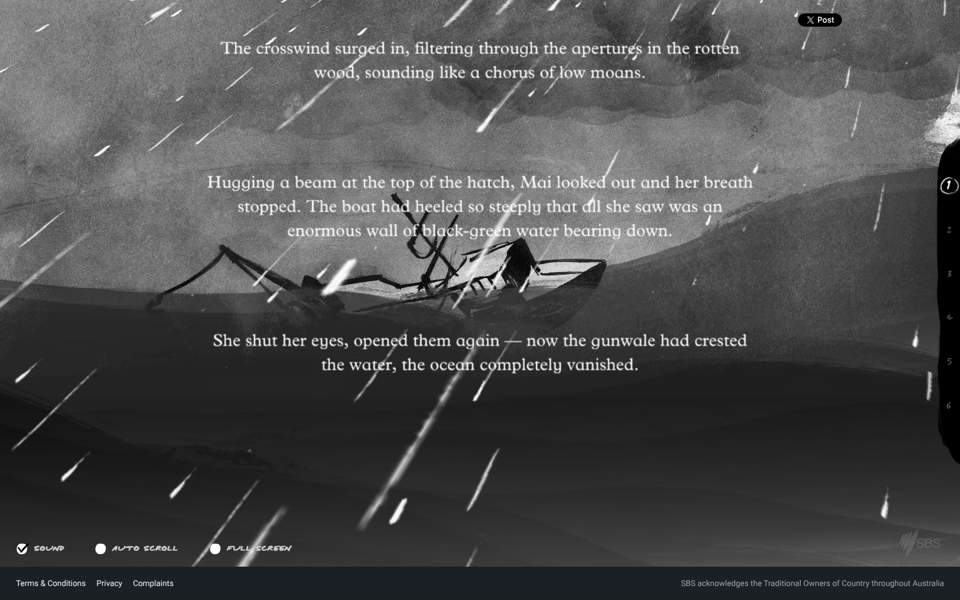 Post
The crosswind surged in, filtering through the apertures in the rotten
wood, sounding like a chorus of low moans.
Hugging a beam at the top of the hatch, Mai looked out and her breath
stopped. The boat had heeled so steeply that all she saw was an
enormous wall of black-green water bearing down.
She shut her eyes, opened them again — now the gunwale had crested
the water, the ocean completely vanished.
1
2
3
4
5
6
SOUND AUTO SCROLL FULL SCREEN
SBS
Terms & Conditions Privacy Complaints SBS acknowledges the Traditional Owners of Country throughout Australia